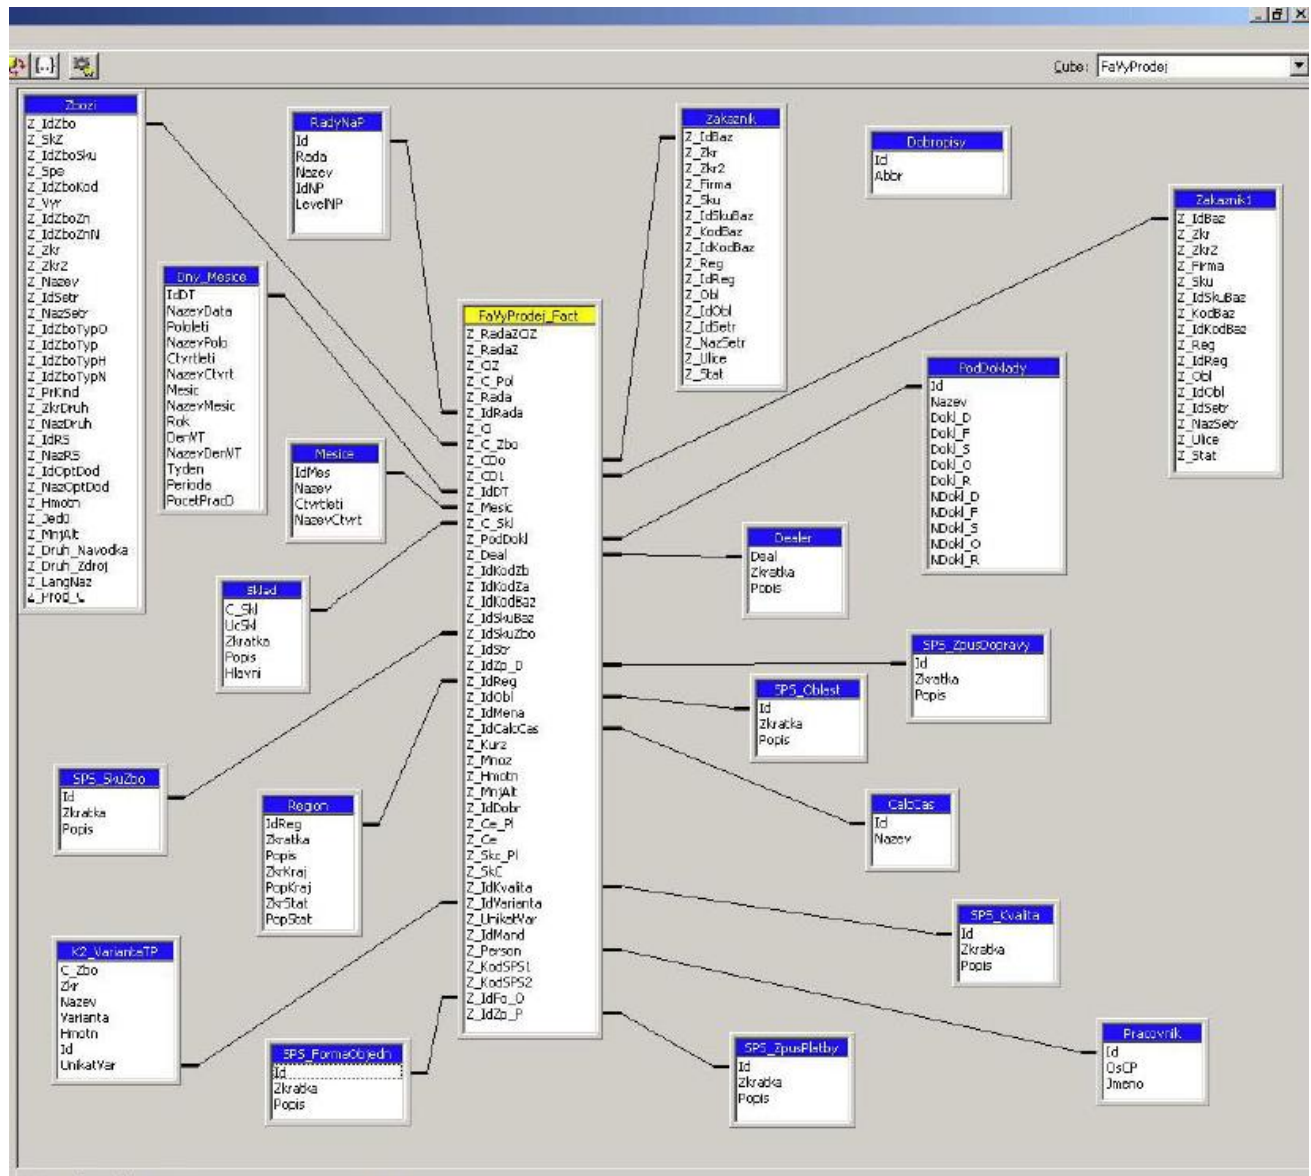 Cube: FaVyProdej
Zbozi
Z_IdZbo
Z_SkZ
Z_IdZboSku
Z_Spe
Z_IdZboKod
Z_Vyr
Z_IdZboZn
Z_IdZboZnN
Z_Zkr
Z_Zkr2
Z_Nazev
Z_IdSetr
Z_NazSetr
Z_IdZboTypO
Z_IdZboTyp
Z_IdZboTypH
Z_IdZboTypN
Z_PrKind
Z_ZkrDruh
Z_NazDruh
Z_IdRS
Z_NazRS
Z_IdOptDod
Z_NazOptDod
Z_Hmotn
Z_Jed0
Z_MnjAlt
Z_Druh_Navodka
Z_Druh_Zdroj
Z_LangNaz
Z_Prod_C
RadyNaP
Id
Rada
Nazev
IdNP
LevelNP
Dny_Mesice
IdDT
NazevData
Pololeti
NazevPolo
Ctvrtleti
NazevCtvrt
Mesic
NazevMesic
Rok
DenVT
NazevDenVT
Tyden
Perioda
PocetPracD
Mesice
IdMes
Nazev
Ctvrtleti
NazevCtvrt
Sklad
C_Skl
UcSkl
Zkratka
Popis
Hlavni
SPS_SkuZbo
Id
Zkratka
Popis
Region
IdReg
Zkratka
Popis
ZkrKraj
PopKraj
ZkrStat
PopStat
K2_VariantaTP
C_Zbo
Zkr
Nazev
Varianta
Hmotn
Id
UnikatVar
SPS_FormaObjedn
Id
Zkratka
Popis
FaVyProdej_Fact
Z_RadaZCiZ
Z_RadaZ
Z_CiZ
Z_C_Pol
Z_Rada
Z_IdRada
Z_Ci
Z_C_Zbo
Z_CDo
Z_CDL
Z_IdDT
Z_Mesic
Z_C_Skl
Z_PodDokl
Z_Deal
Z_IdKodZb
Z_IdKodZa
Z_IdKodBaz
Z_IdSkuBaz
Z_IdSkuZbo
Z_IdStr
Z_IdZp_D
Z_IdReg
Z_IdObl
Z_IdMena
Z_IdCalcCas
Z_Kurz
Z_Mnoz
Z_Hmotn
Z_MnjAlt
Z_IdDobr
Z_Ce_Pl
Z_Ce
Z_Skc_Pl
Z_SkC
Z_IdKvalita
Z_IdVarianta
Z_UnikatVar
Z_IdMand
Z_Person
Z_KodSPS1
Z_KodSPS2
Z_IdFo_O
Z_IdZp_P
Zakaznik
Z_IdBaz
Z_Zkr
Z_Zkr2
Z_Firma
Z_Sku
Z_IdSkuBaz
Z_KodBaz
Z_IdKodBaz
Z_Reg
Z_IdReg
Z_Obl
Z_IdObl
Z_IdSetr
Z_NazSetr
Z_Ulice
Z_Stat
Dobropisy
Id
Abbr
Zakaznik1
Z_IdBaz
Z_Zkr
Z_Zkr2
Z_Firma
Z_Sku
Z_IdSkuBaz
Z_KodBaz
Z_IdKodBaz
Z_Reg
Z_IdReg
Z_Obl
Z_IdObl
Z_IdSetr
Z_NazSetr
Z_Ulice
Z_Stat
PodDoklady
Id
Nazev
Dokl_D
Dokl_F
Dokl_S
Dokl_O
Dokl_R
NDokl_D
NDokl_F
NDokl_S
NDokl_O
NDokl_R
Dealer
Deal
Zkratka
Popis
SPS_ZpusDopravy
Id
Zkratka
Popis
SPS_Oblast
Id
Zkratka
Popis
CalcCas
Id
Nazev
SPS_Kvalita
Id
Zkratka
Popis
SPS_ZpusPlatby
Id
Zkratka
Popis
Pracovnik
Id
OsCP
Jmeno